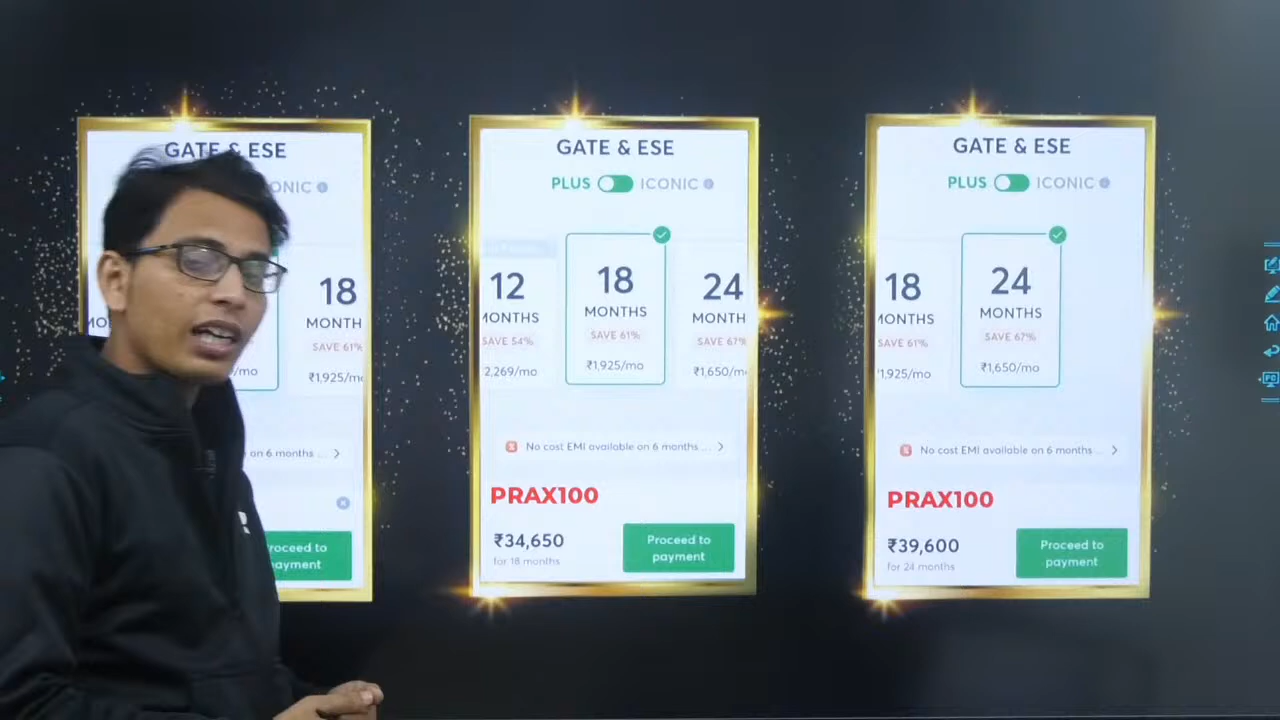 GATE & ESE
ONIC
18
MONTH
SAVE 61%
₹1,925/mo
/mo
on 6 months ...
roceed to
payment
GATE & ESE
PLUS ICONIC
12
MONTHS
SAVE 54%
2,269/mo
18
MONTHS
SAVE 61%
₹1,925/mo
24
MONTH
SAVE 67%
₹1,650/m
No cost EMI available on 6 months ...
PRAX100
₹34,650
for 18 months
Proceed to
payment
GATE & ESE
PLUS ICONIC
18
MONTHS
SAVE 61%
1,925/mo
24
MONTHS
SAVE 67%
₹1,650/mo
No cost EMI available on 6 months ...
PRAX100
₹39,600
for 24 months
Proceed to
payment